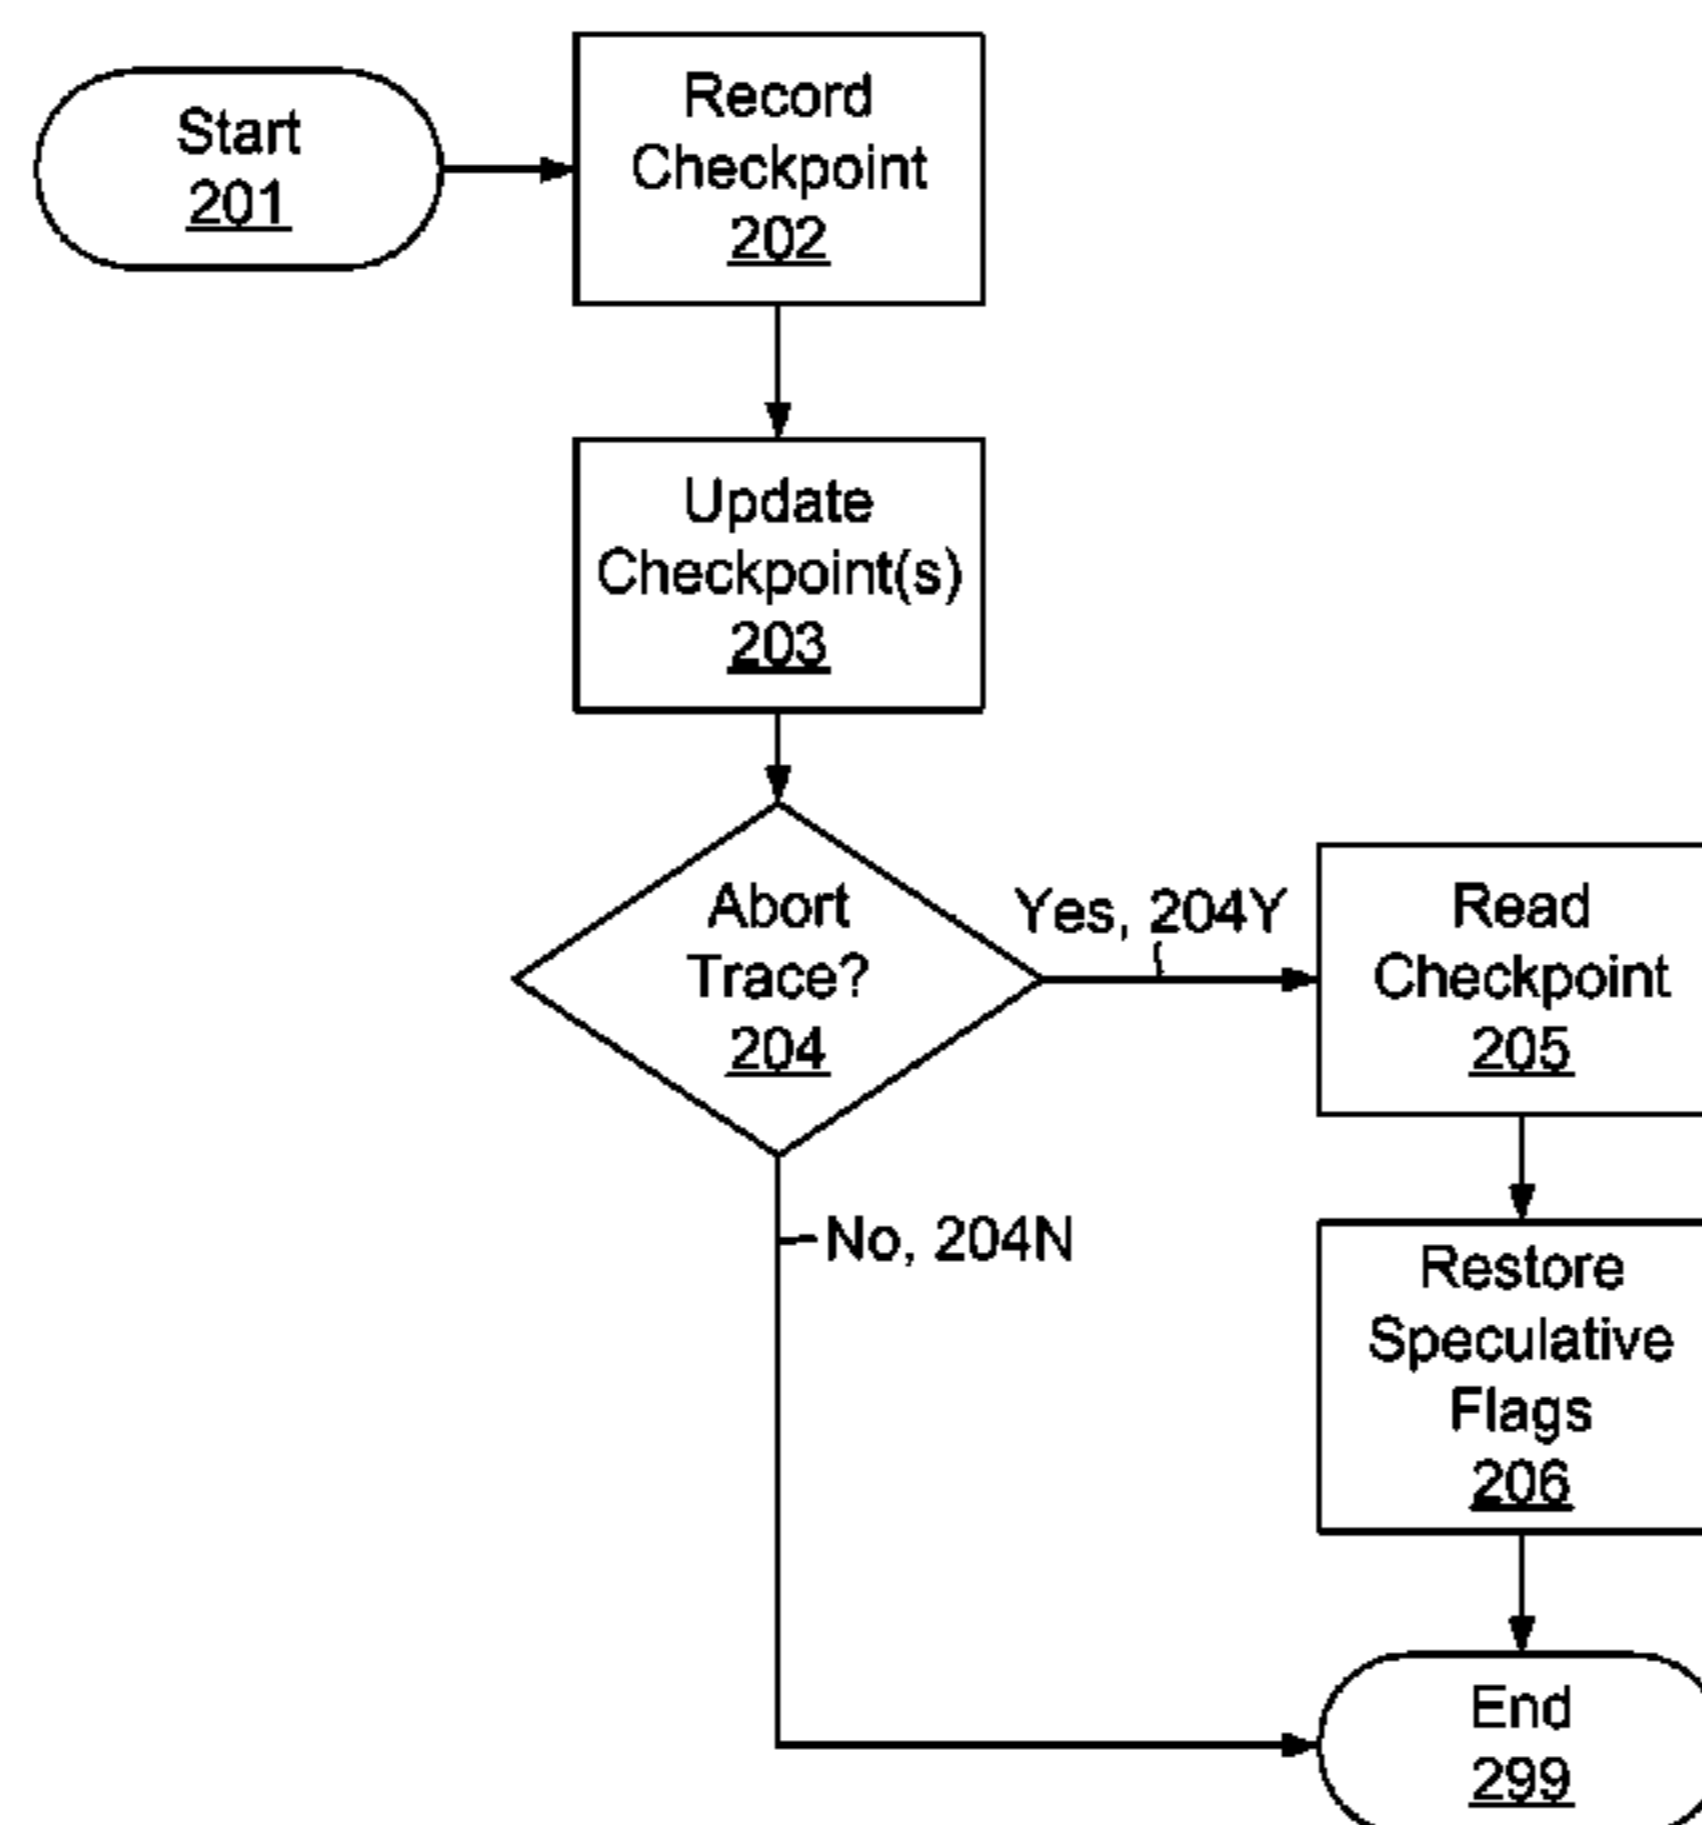 Start
201
Record
Checkpoint
202
Update
Checkpoint(s)
203
Abort
Trace?
204
Yes, 204Y
Read
Checkpoint
205
No, 204N
Restore
Speculative
Flags
206
End
299